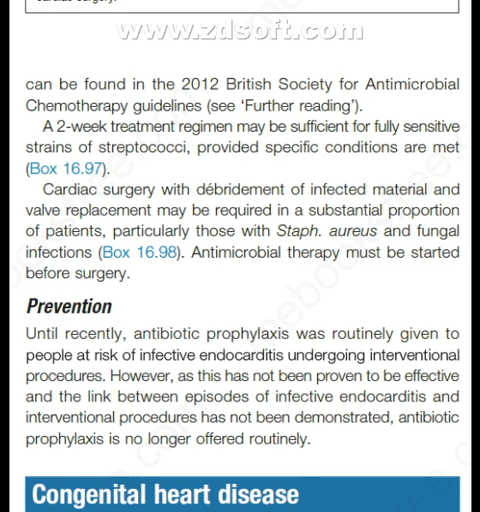 cardiac surgery.
www.zdsoft.com
can be found in the 2012 British Society for Antimicrobial
Chemotherapy guidelines (see ‘Further reading’).
A 2-week treatment regimen may be sufficient for fully sensitive
strains of streptococci, provided specific conditions are met
(Box 16.97).
Cardiac surgery with débridement of infected material and
valve replacement may be required in a substantial proportion
of patients, particularly those with Staph. aureus and fungal
infections (Box 16.98). Antimicrobial therapy must be started
before surgery.
Prevention
Until recently, antibiotic prophylaxis was routinely given to
people at risk of infective endocarditis undergoing interventional
procedures. However, as this has not been proven to be effective
and the link between episodes of infective endocarditis and
interventional procedures has not been demonstrated, antibiotic
prophylaxis is no longer offered routinely.
Congenital heart disease